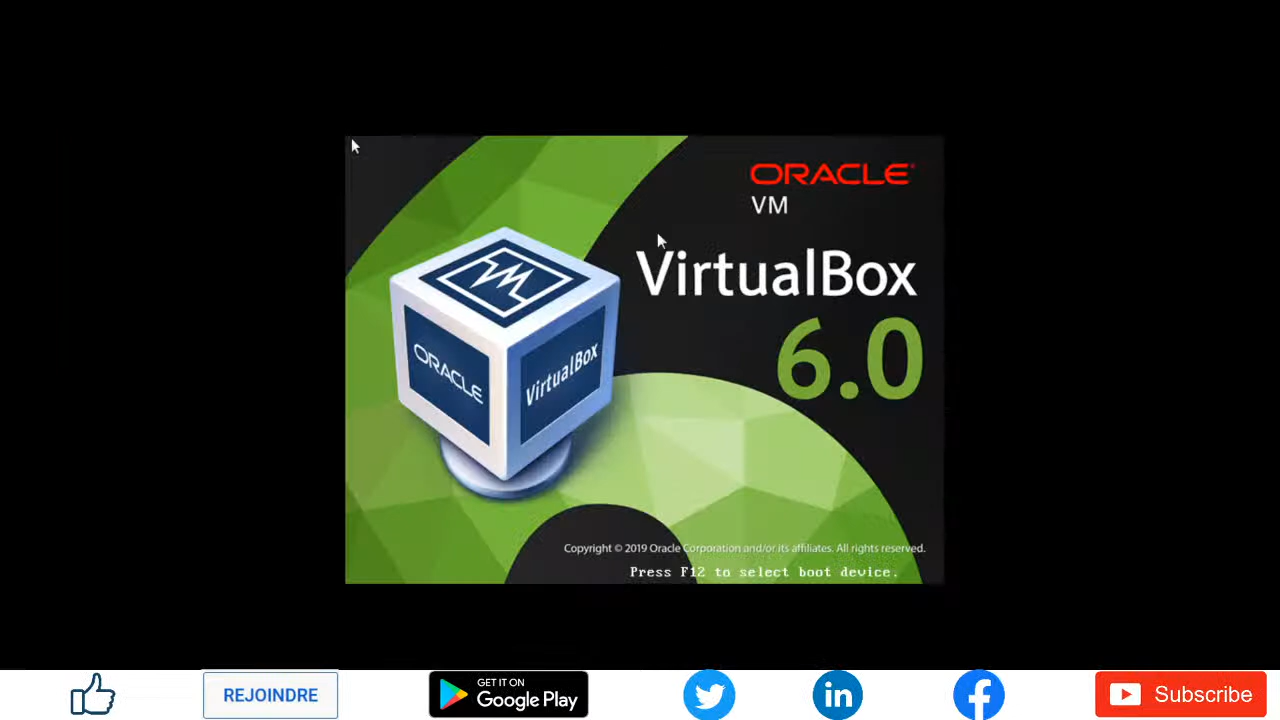 ORACLE
VM
VirtualBox
6.0
ORACLE
VirtualBox
Copyright © 2019 Oracle Corporation and/or its affiliates. All rights reserved.
Press F12 to select boot device.
REJOINDRE
GET IT ON
Google Play
in
f
Subscribe